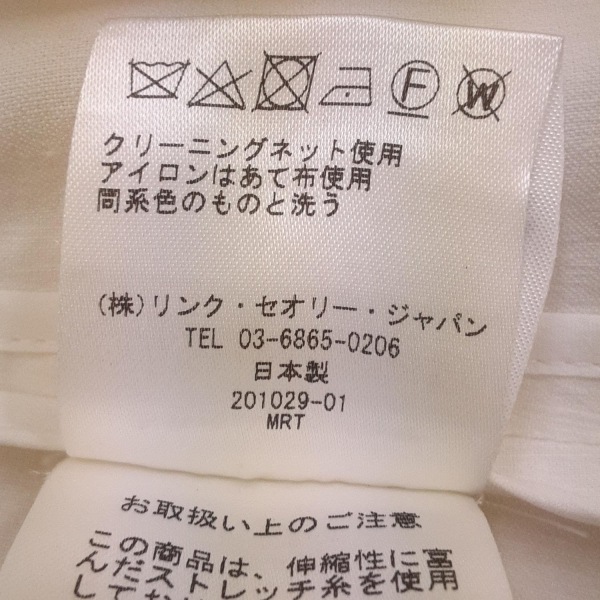 F W
クリーニングネット使用
アイロンはあて布使用
同系色のものと洗う
(株)リンク・セオリー・ジャパン
TEL 03-6865-0206
日本製
201029-01
MRT
お取扱い上のご注意
この商品は、伸縮性に富
んだストレッチ糸を使用